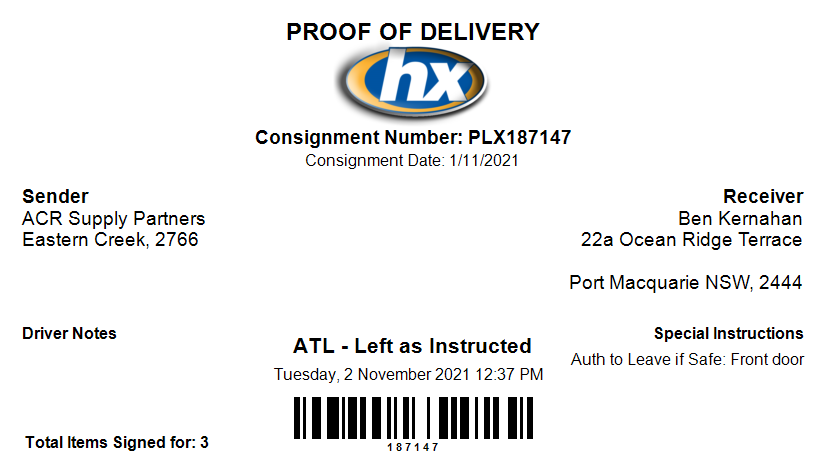 PROOF OF DELIVERY
hx
Consignment Number: PLX187147
Consignment Date: 1/11/2021
Sender
ACR Supply Partners
Eastern Creek, 2766
Receiver
Ben Kernahan
22a Ocean Ridge Terrace
Port Macquarie NSW, 2444
Driver Notes
ATL - Left as Instructed
Tuesday, 2 November 2021 12:37 PM
Special Instructions
Auth to Leave if Safe: Front door
187147
Total Items Signed for: 3